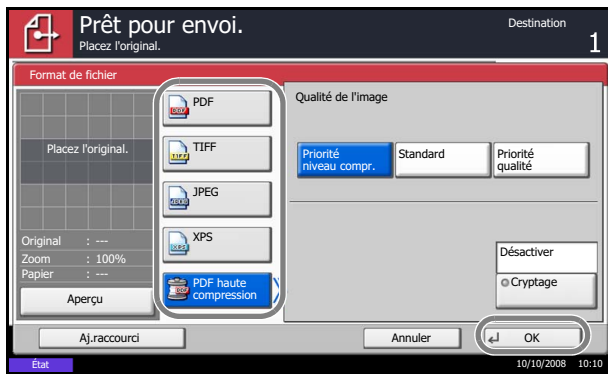 Prêt pour envoi.
Placez l'original.
Destination
1
Format de fichier
Placez l'original.
Original : ---
Zoom : 100%
Papier : ---
Aperçu
PDF
TIFF
JPEG
XPS
PDF haute
compression
Qualité de l'image
Priorité
niveau compr.
Standard
Priorité
qualité
Désactiver
Cryptage
Aj.raccourci
Annuler
OK
État
10/10/2008 10:10